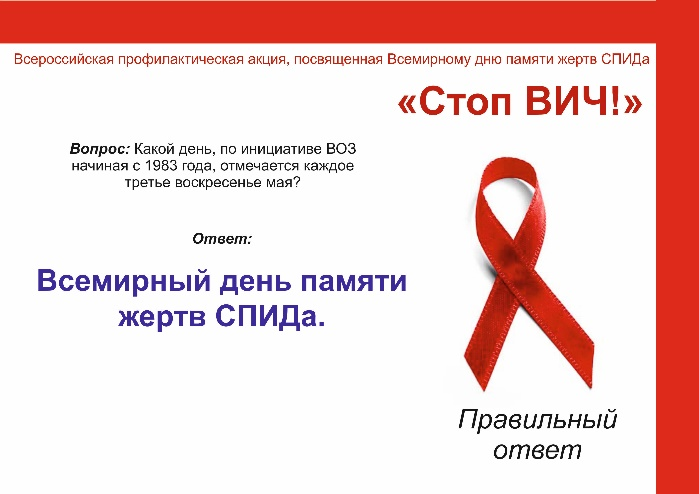 Всероссийская профилактическая акция, посвященная Всемирному дню памяти жертв СПИДа
«Стоп ВИЧ!»
Вопрос: Какой день, по инициативе ВОЗ
начиная с 1983 года, отмечается каждое
третье воскресенье мая?
Ответ:
Всемирный день памяти
жертв СПИДа.
Правильный
ответ